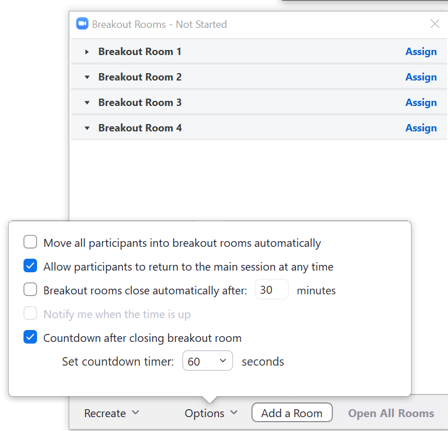 Breakout Rooms - Not Started
Breakout Room 1 Assign
Breakout Room 2 Assign
Breakout Room 3 Assign
Breakout Room 4 Assign
Move all participants into breakout rooms automatically
Allow participants to return to the main session at any time
Breakout rooms close automatically after: 30 minutes
Notify me when the time is up
Countdown after closing breakout room
Set countdown timer: 60 seconds
Recreate Options Add a Room Open All Rooms